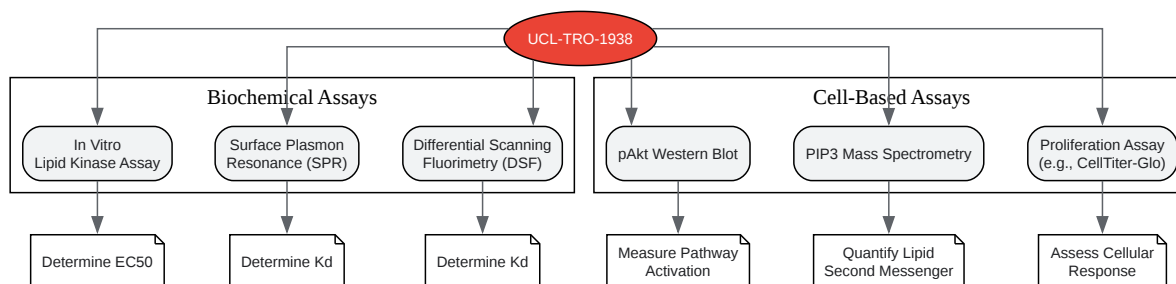 UCL-TRO-1938
Biochemical Assays
Cell-Based Assays
In Vitro
Lipid Kinase Assay
Surface Plasmon
Resonance (SPR)
Differential Scanning
Fluorimetry (DSF)
pAkt Western Blot
PIP3 Mass Spectrometry
Proliferation Assay
(e.g., CellTiter-Glo)
Determine EC50
Determine Kd
Determine Kd
Measure Pathway
Activation
Quantify Lipid
Second Messenger
Assess Cellular
Response